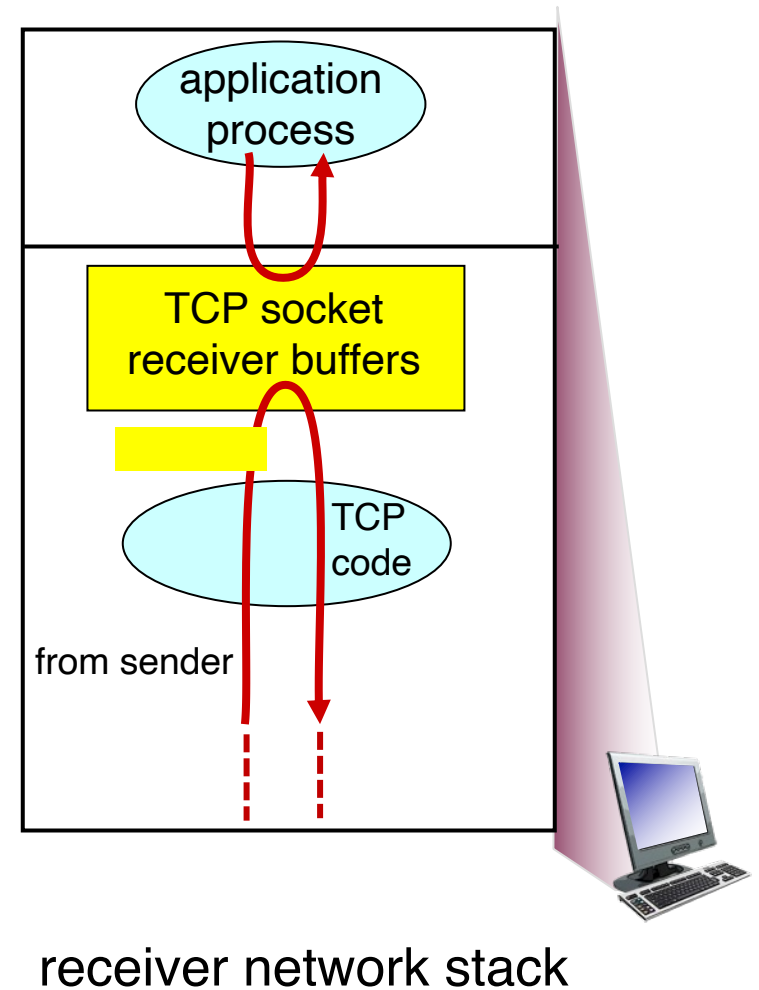 application
process
TCP socket
receiver buffers
TCP
code
from sender
receiver network stack